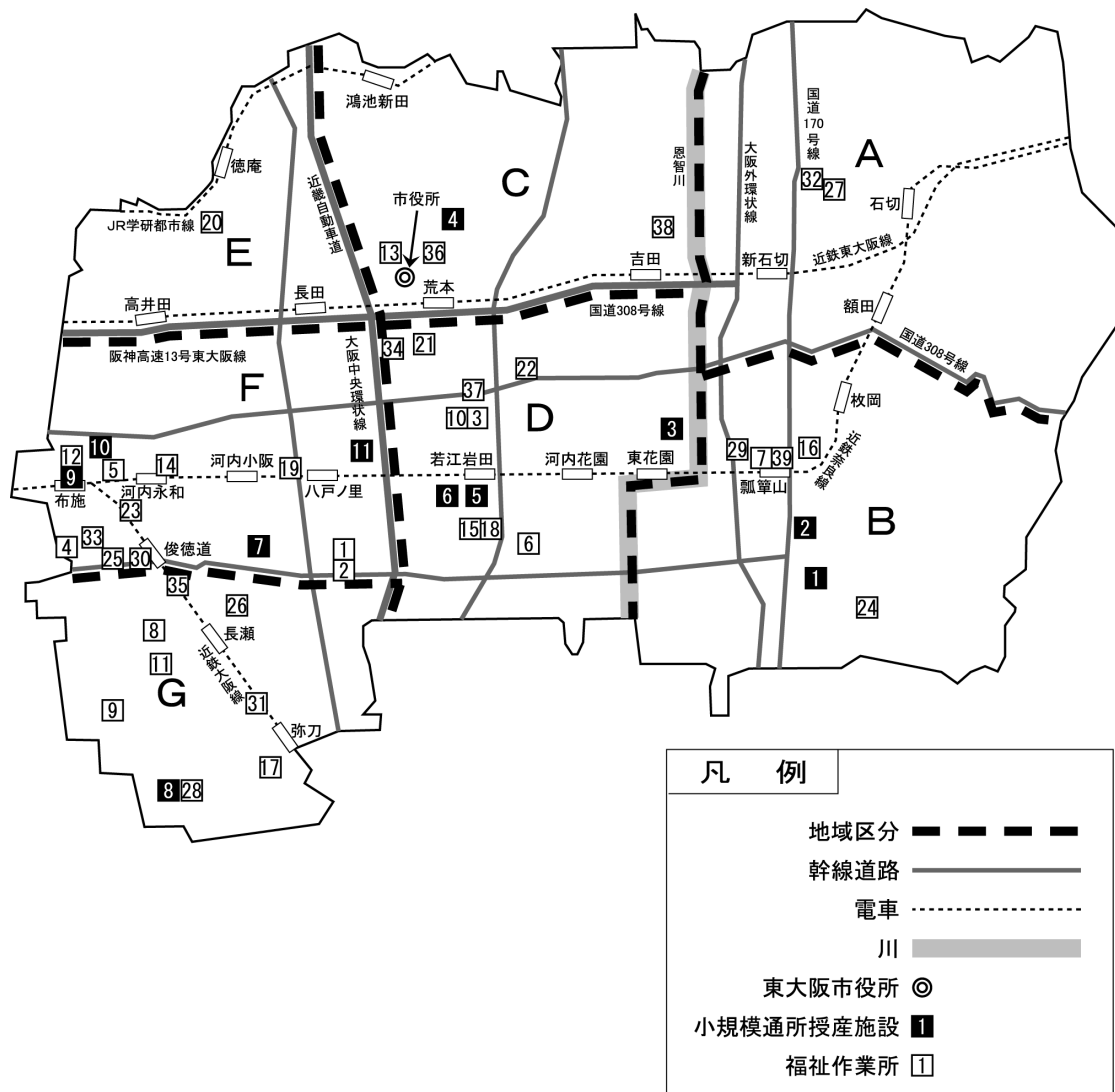 鴻池新田
国道170号線
A
徳庵
恩智川
大阪外環状線
32
27
C
近畿自動車道
石切
市役所
4
JR学研都市線
20
38
E
13
36
近鉄東大阪線
吉田
新石切
長田
荒本
高井田
額田
国道308号線
阪神高速13号東大阪線
大阪中央環状線
34
21
国道308号線
22
F
37
枚岡
D
10
3
3
10
11
29
16
12
5
14
河内小阪
19
若江岩田
河内花園
東花園
7
39
近鉄奈良線
9
布施
河内永和
八戸ノ里
瓢箪山
6
5
23
B
2
15
18
33
4
7
1
6
25
30
俊徳道
2
1
35
26
24
8
長瀬
11
近鉄大阪線
G
31
9
弥刀
17
8
28
凡 例
地域区分
幹線道路
電車
川
東大阪市役所
小規模通所授産施設 1
福祉作業所 1